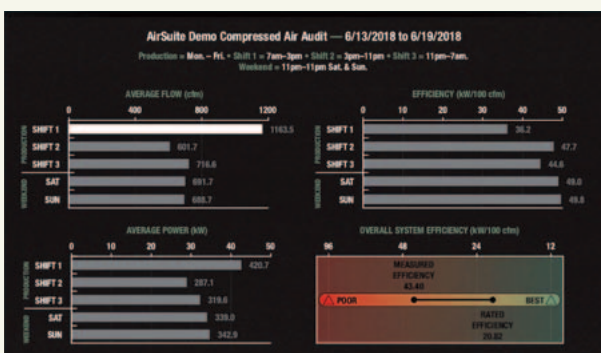 AirSuite Demo Compressed Air Audit — 6/13/2018 to 6/19/2018
Production = Mon. – Fri. • Shift 1 = 7am–3pm • Shift 2 = 3pm–11pm • Shift 3 = 11pm–7am.
Weekend = 11pm–11pm Sat. & Sun.
AVERAGE FLOW (cfm)
0 400 800 1200
PRODUCTION
SHIFT 1 1163.5
SHIFT 2 601.7
SHIFT 3 716.6
WEEKEND
SAT 691.7
SUN 688.7
EFFICIENCY (kW/100 cfm)
0 10 20 30 40 50
PRODUCTION
SHIFT 1 36.2
SHIFT 2 47.7
SHIFT 3 44.6
WEEKEND
SAT 49.0
SUN 49.8
AVERAGE POWER (kW)
0 10 20 30 40 50
PRODUCTION
SHIFT 1 420.7
SHIFT 2 287.1
SHIFT 3 319.6
WEEKEND
SAT 339.0
SUN 342.9
OVERALL SYSTEM EFFICIENCY (kW/100 cfm)
96 48 24 12
MEASURED
EFFICIENCY
43.40
POOR BEST
RATED
EFFICIENCY
20.82